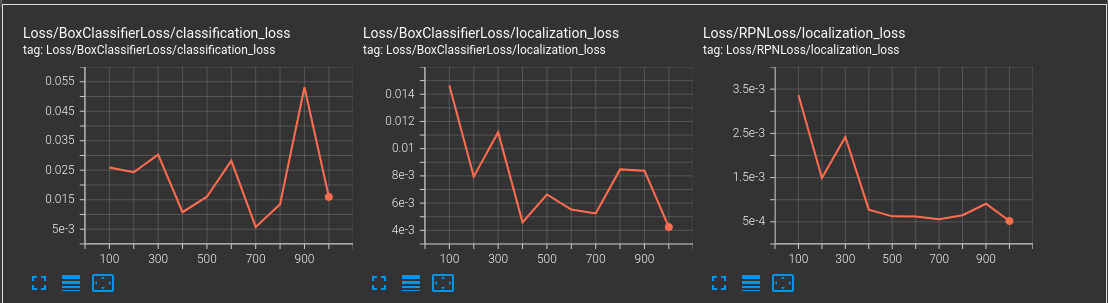 Loss/BoxClassifierLoss/classification_loss
tag: Loss/BoxClassifierLoss/classification_loss
0.055
0.045
0.035
0.025
0.015
5e-3
100 300 500 700 900
Loss/BoxClassifierLoss/localization_loss
tag: Loss/BoxClassifierLoss/localization_loss
0.014
0.012
0.01
8e-3
6e-3
4e-3
100 300 500 700 900
Loss/RPNLoss/localization_loss
tag: Loss/RPNLoss/localization_loss
3.5e-3
2.5e-3
1.5e-3
5e-4
100 300 500 700 900